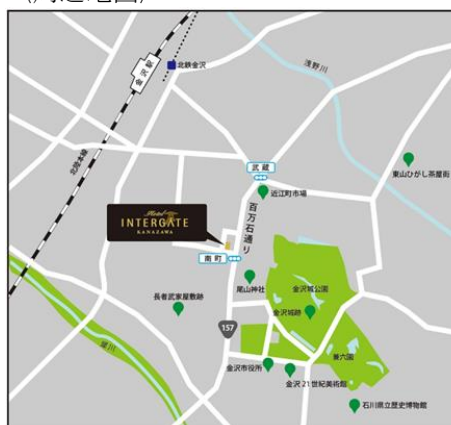 （周辺地図）
北鉄金沢
金沢駅
北陸本線
浅野川
武蔵
近江町市場
東山ひがし茶屋街
百万石通り
Hotel
INTERGATE
KANAZAWA
南町
尾山神社
金沢城公園
金沢城跡
長者武家屋敷跡
157
兼六園
犀川
金沢市役所
金沢21世紀美術館
石川県立歴史博物館